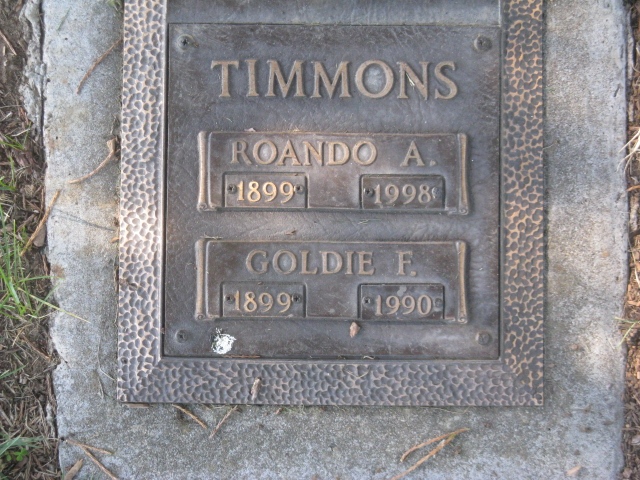 TIMMONS
ROANDO A.
1899 1998
GOLDIE F.
1899 1990